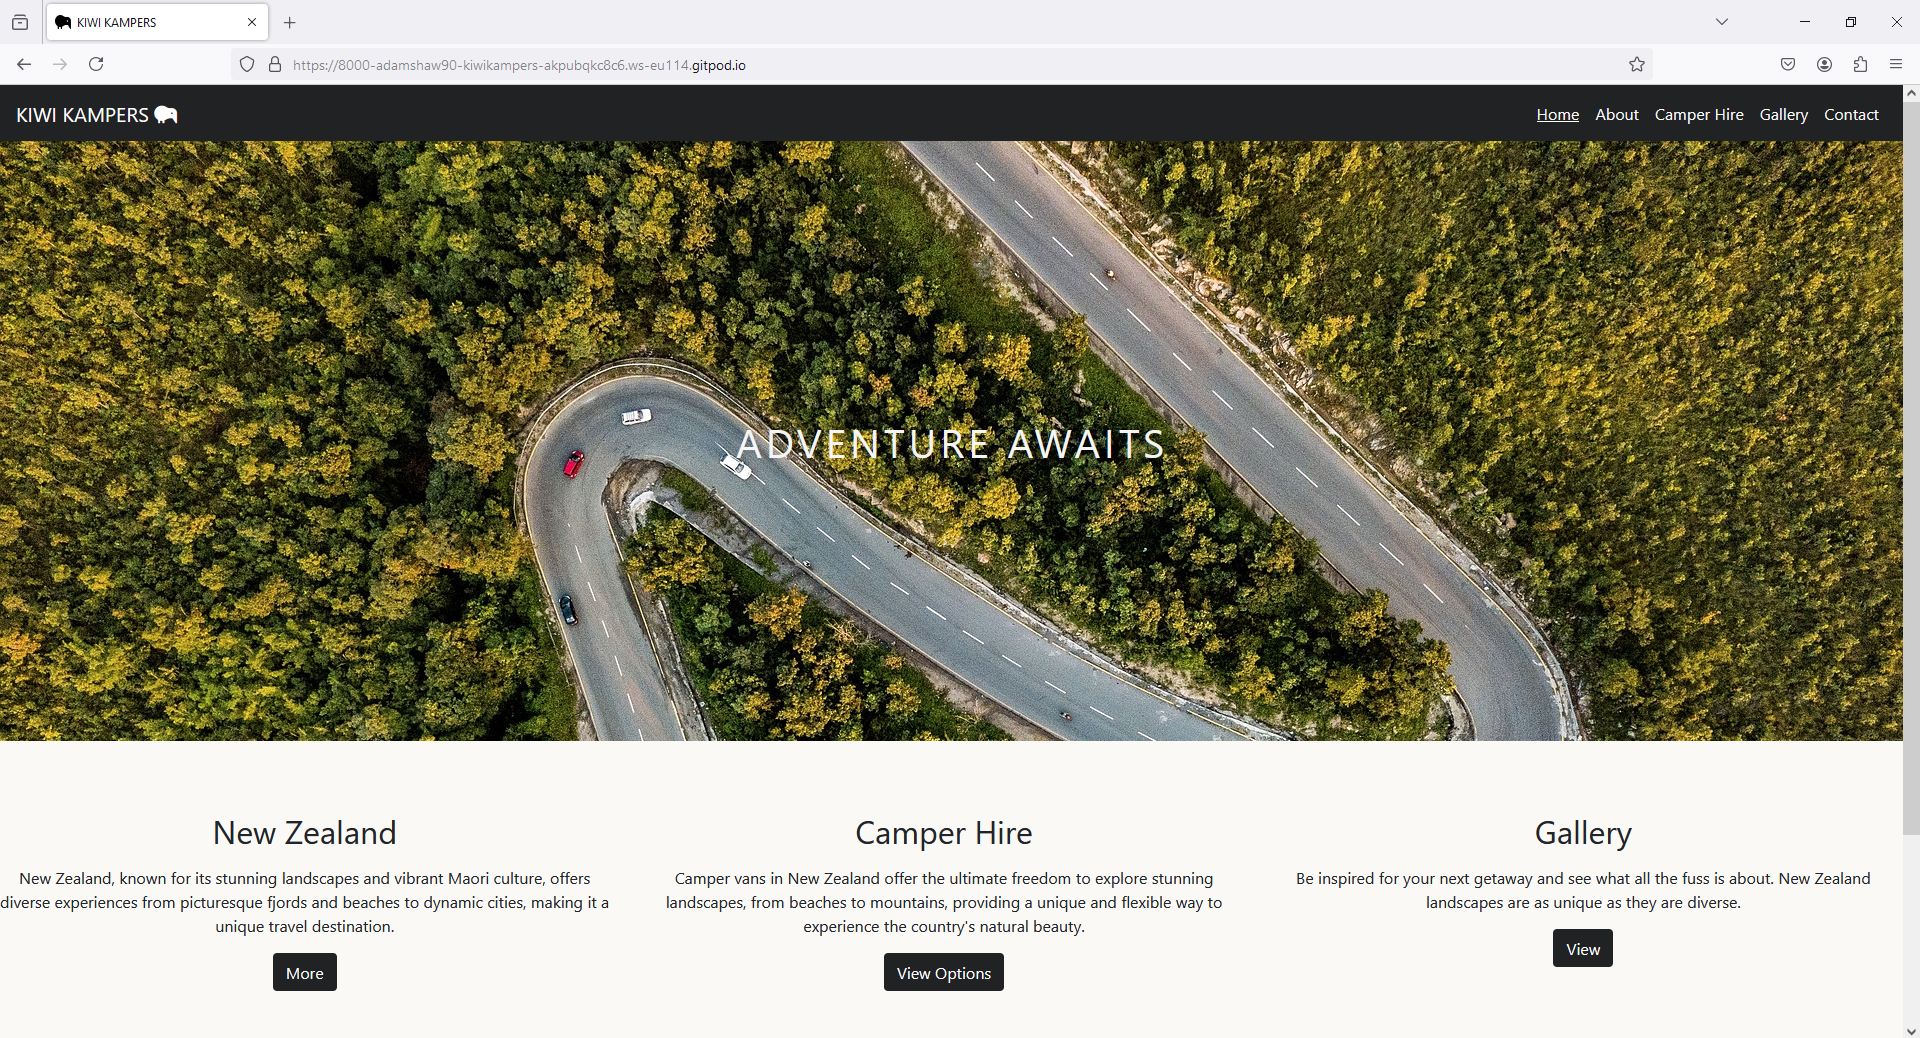 KIWI KAMPERS
https://8000-adamshaw90-kiwikampers-akpubqkc8c6.ws-eu114.gitpod.io
KIWI KAMPERS
Home About Camper Hire Gallery Contact
ADVENTURE AWAITS
New Zealand
New Zealand, known for its stunning landscapes and vibrant Maori culture, offers
diverse experiences from picturesque fjords and beaches to dynamic cities, making it a
unique travel destination.
More
Camper Hire
Camper vans in New Zealand offer the ultimate freedom to explore stunning
landscapes, from beaches to mountains, providing a unique and flexible way to
experience the country's natural beauty.
View Options
Gallery
Be inspired for your next getaway and see what all the fuss is about. New Zealand
landscapes are as unique as they are diverse.
View